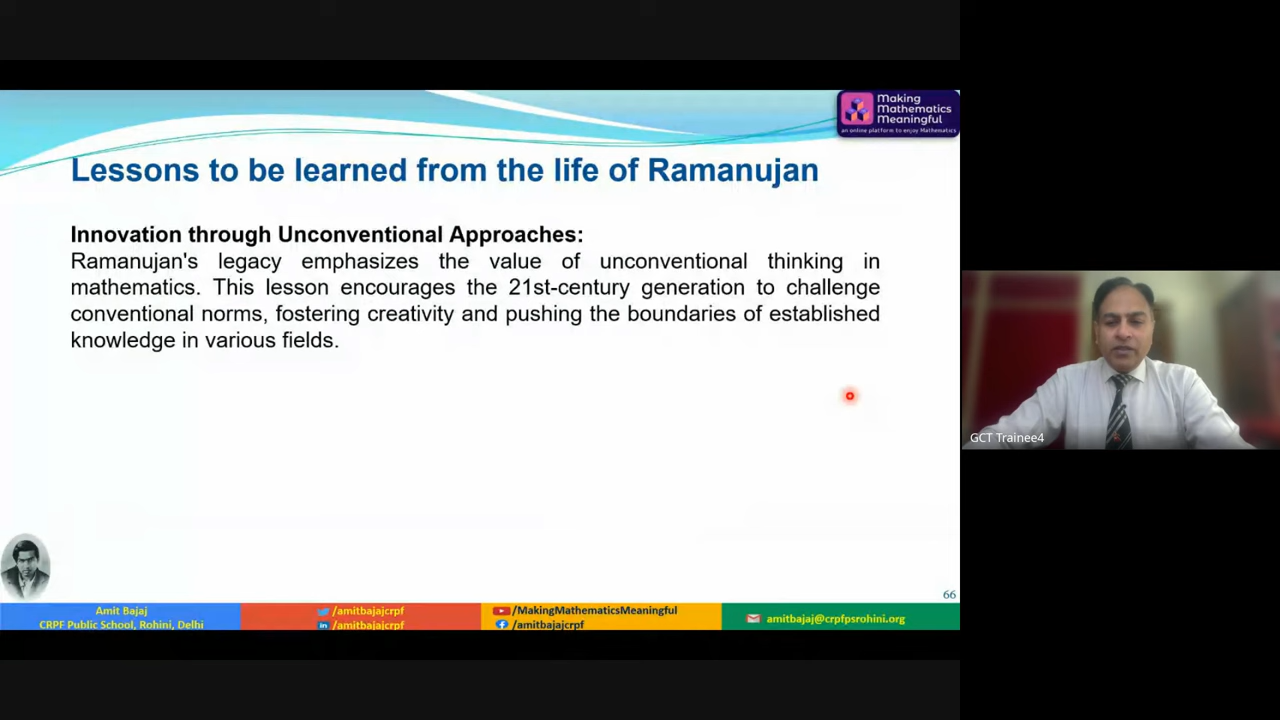 Making
Mathematics
Meaningful
an online platform to enjoy Mathematics
Lessons to be learned from the life of Ramanujan
Innovation through Unconventional Approaches:
Ramanujan's legacy emphasizes the value of unconventional thinking in
mathematics. This lesson encourages the 21st-century generation to challenge
conventional norms, fostering creativity and pushing the boundaries of established
knowledge in various fields.
GCT Trainee4
66
Amit Bajaj
CRPF Public School, Rohini, Delhi
/amitbajajcrpf
/amitbajajcrpf
/MakingMathematicsMeaningful
/amitbajajcrpf
amitbajaj@crpfpsrohini.org